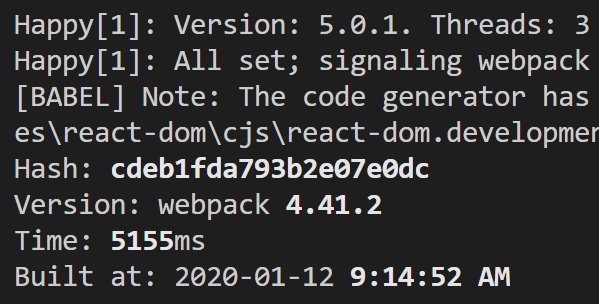 Happy[1]: Version: 5.0.1. Threads: 3
Happy[1]: All set; signaling webpack
[BABEL] Note: The code generator has
es\react-dom\cjs\react-dom.developmen
Hash: cdeb1fda793b2e07e0dc
Version: webpack 4.41.2
Time: 5155ms
Built at: 2020-01-12 9:14:52 AM